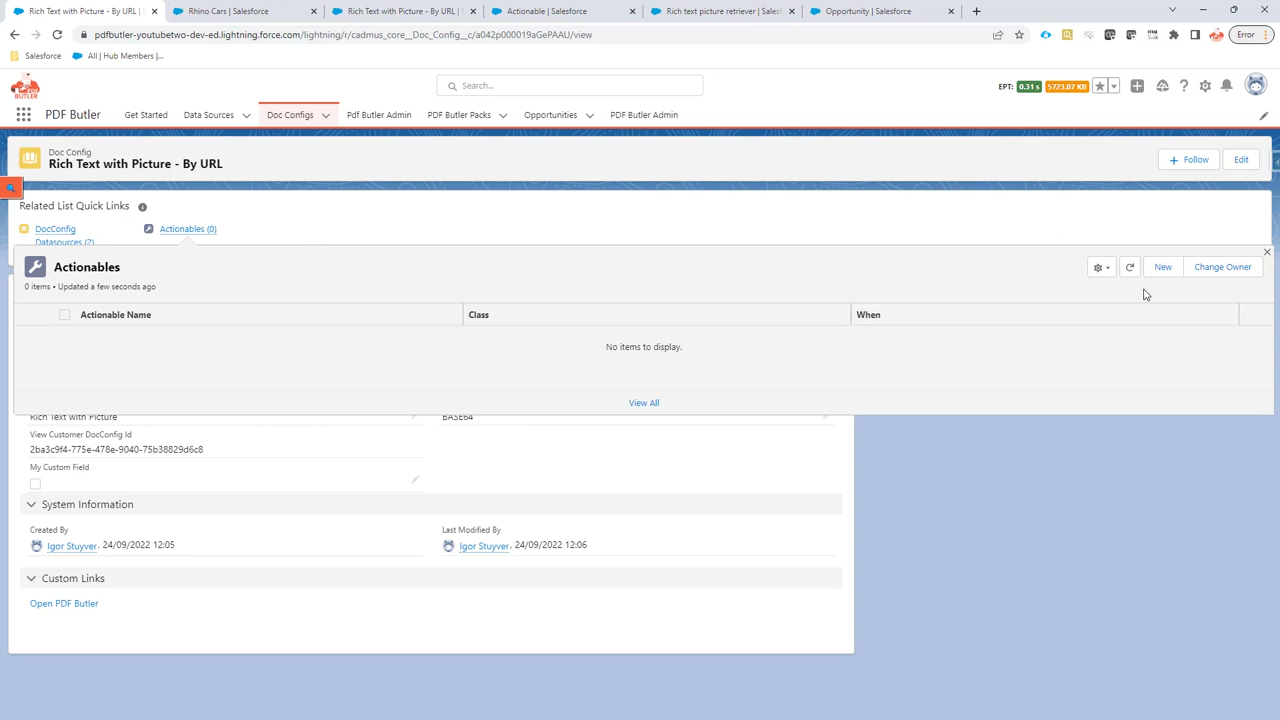 Rich Text with Picture - By URL |
Rhino Cars | Salesforce
Rich Text with Picture - By URL |
Actionable | Salesforce
Rich text picture retriever | Sales
Opportunity | Salesforce
pdfbutler-youtubetwo-dev-ed.lightning.force.com/lightning/r/cadmus_core__Doc_Config__c/a042p000019aGePAAU/view
Error
Salesforce
All | Hub Members |...
PDF BUTLER
Search...
EPT: 0.31 s 5723.07 KB
PDF Butler
Get Started
Data Sources
Doc Configs
Pdf Butler Admin
PDF Butler Packs
Opportunities
PDF Butler Admin
Doc Config
Rich Text with Picture - By URL
Follow
Edit
Related List Quick Links
DocConfig
Datasources (2)
Actionables (0)
Actionables
0 items • Updated a few seconds ago
New
Change Owner
Actionable Name
Class
When
No items to display.
View All
Rich Text with Picture
BASE64
View Customer DocConfig Id
2ba3c9f4-775e-478e-9040-75b38829d6c8
My Custom Field
System Information
Created By
Igor Stuyver, 24/09/2022 12:05
Last Modified By
Igor Stuyver, 24/09/2022 12:06
Custom Links
Open PDF Butler